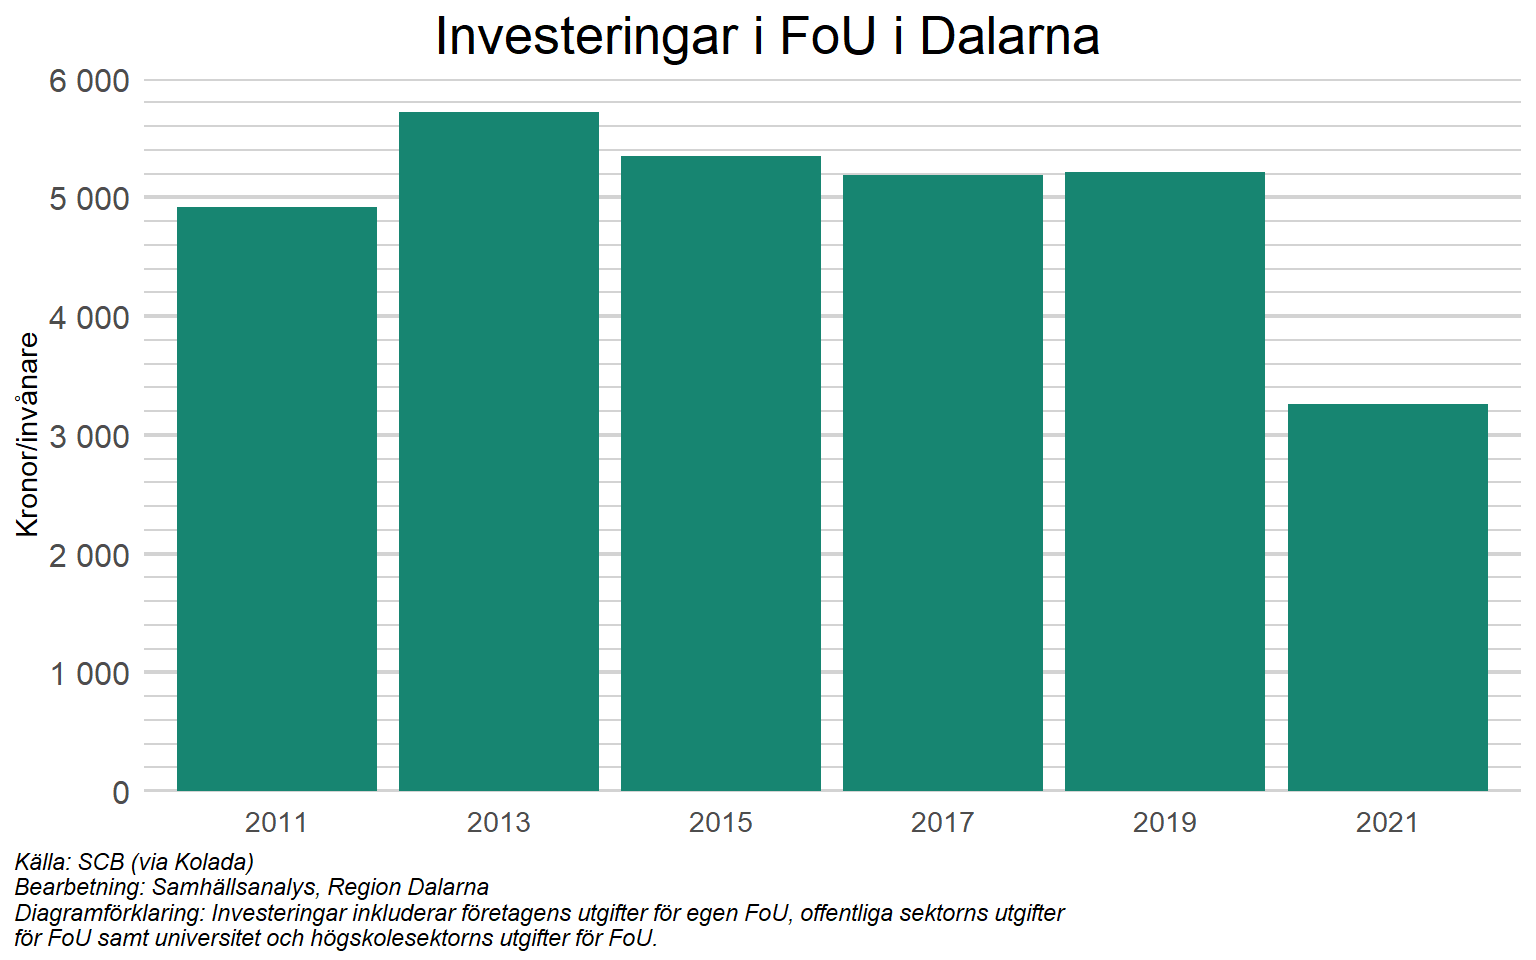 Investeringar i FoU i Dalarna
6 000
5 000
4 000
3 000
2 000
1 000
0
Kronor/invånare
2011 2013 2015 2017 2019 2021
Källa: SCB (via Kolada)
Bearbetning: Samhällsanalys, Region Dalarna
Diagramförklaring: Investeringar inkluderar företagens utgifter för egen FoU, offentliga sektorns utgifter
för FoU samt universitet och högskolesektorns utgifter för FoU.